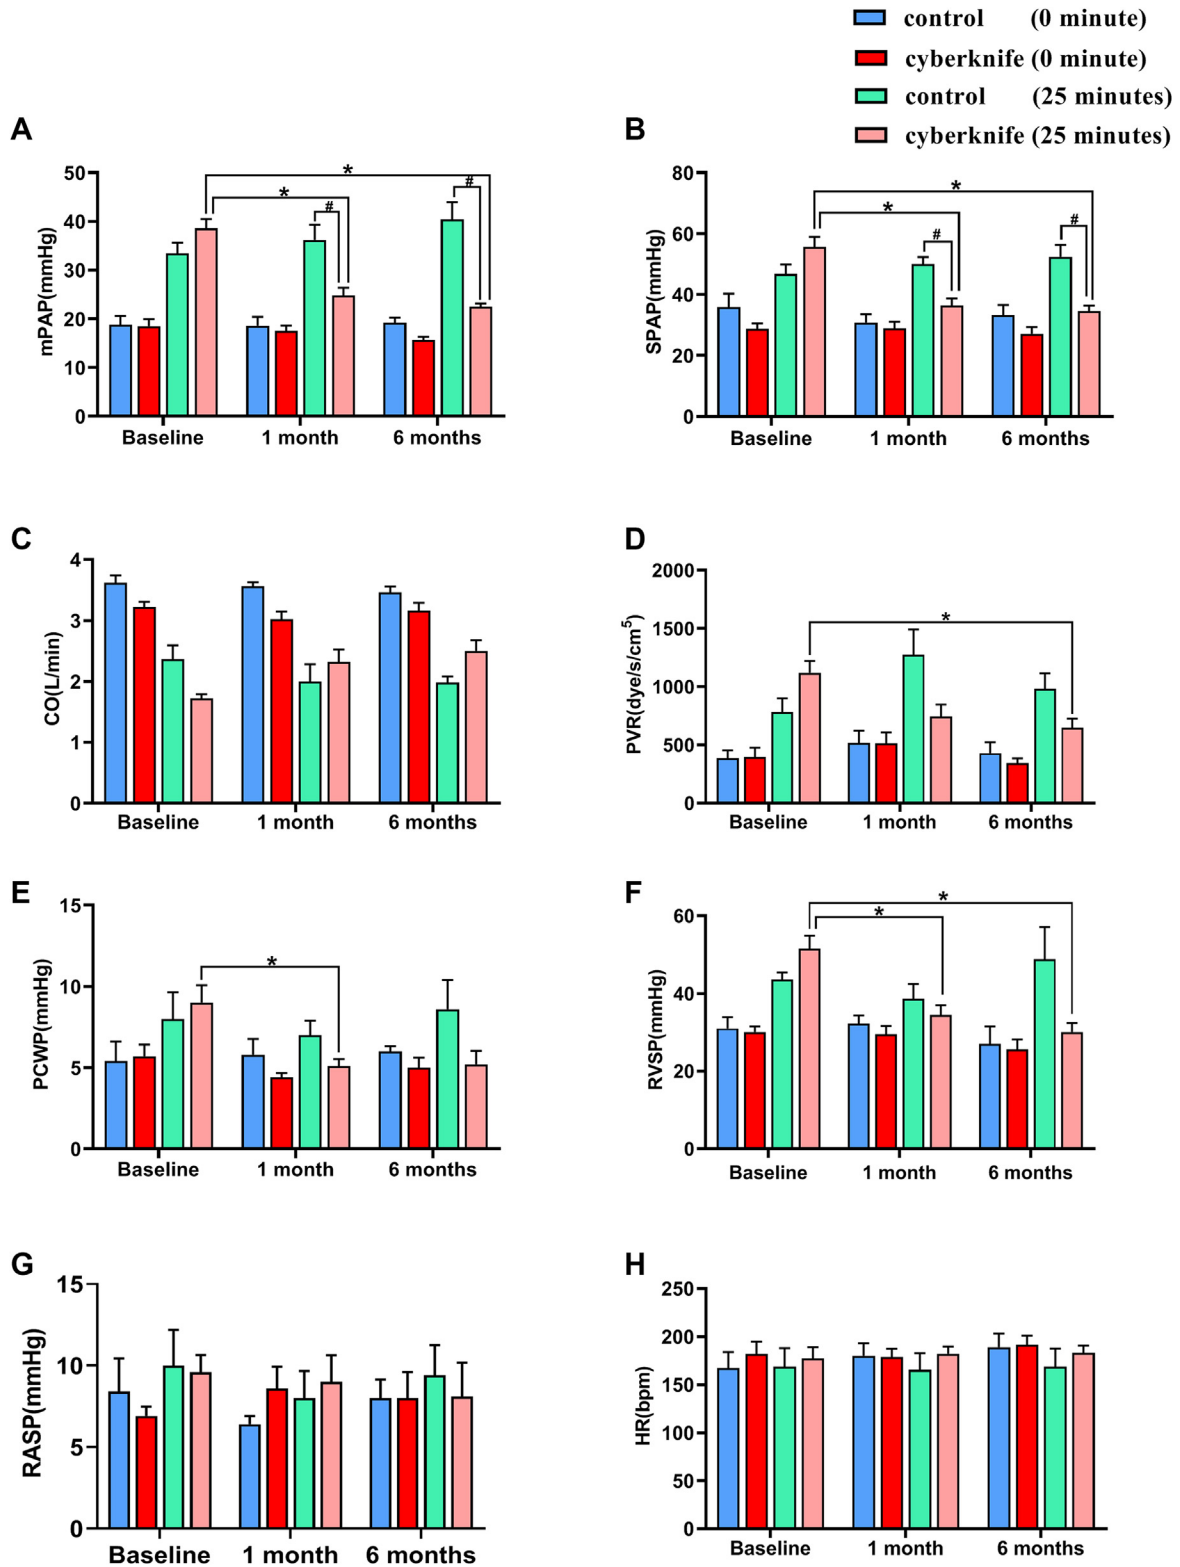 control (0 minute)
cyberknife (0 minute)
control (25 minutes)
cyberknife (25 minutes)
A
50
40
30
20
10
0
mPAP(mmHg)
*
*
#
#
Baseline 1 month 6 months
B
80
60
40
20
0
SPAP(mmHg)
*
*
#
#
Baseline 1 month 6 months
C
4
3
2
1
0
CO(L/min)
Baseline 1 month 6 months
D
2000
1500
1000
500
0
PVR(dye/s/cm5)
*
Baseline 1 month 6 months
E
15
10
5
0
PCWP(mmHg)
*
Baseline 1 month 6 months
F
60
40
20
0
RVSP(mmHg)
*
*
Baseline 1 month 6 months
G
15
10
5
0
RASP(mmHg)
Baseline 1 month 6 months
H
250
200
150
100
50
0
HR(bpm)
Baseline 1 month 6 months